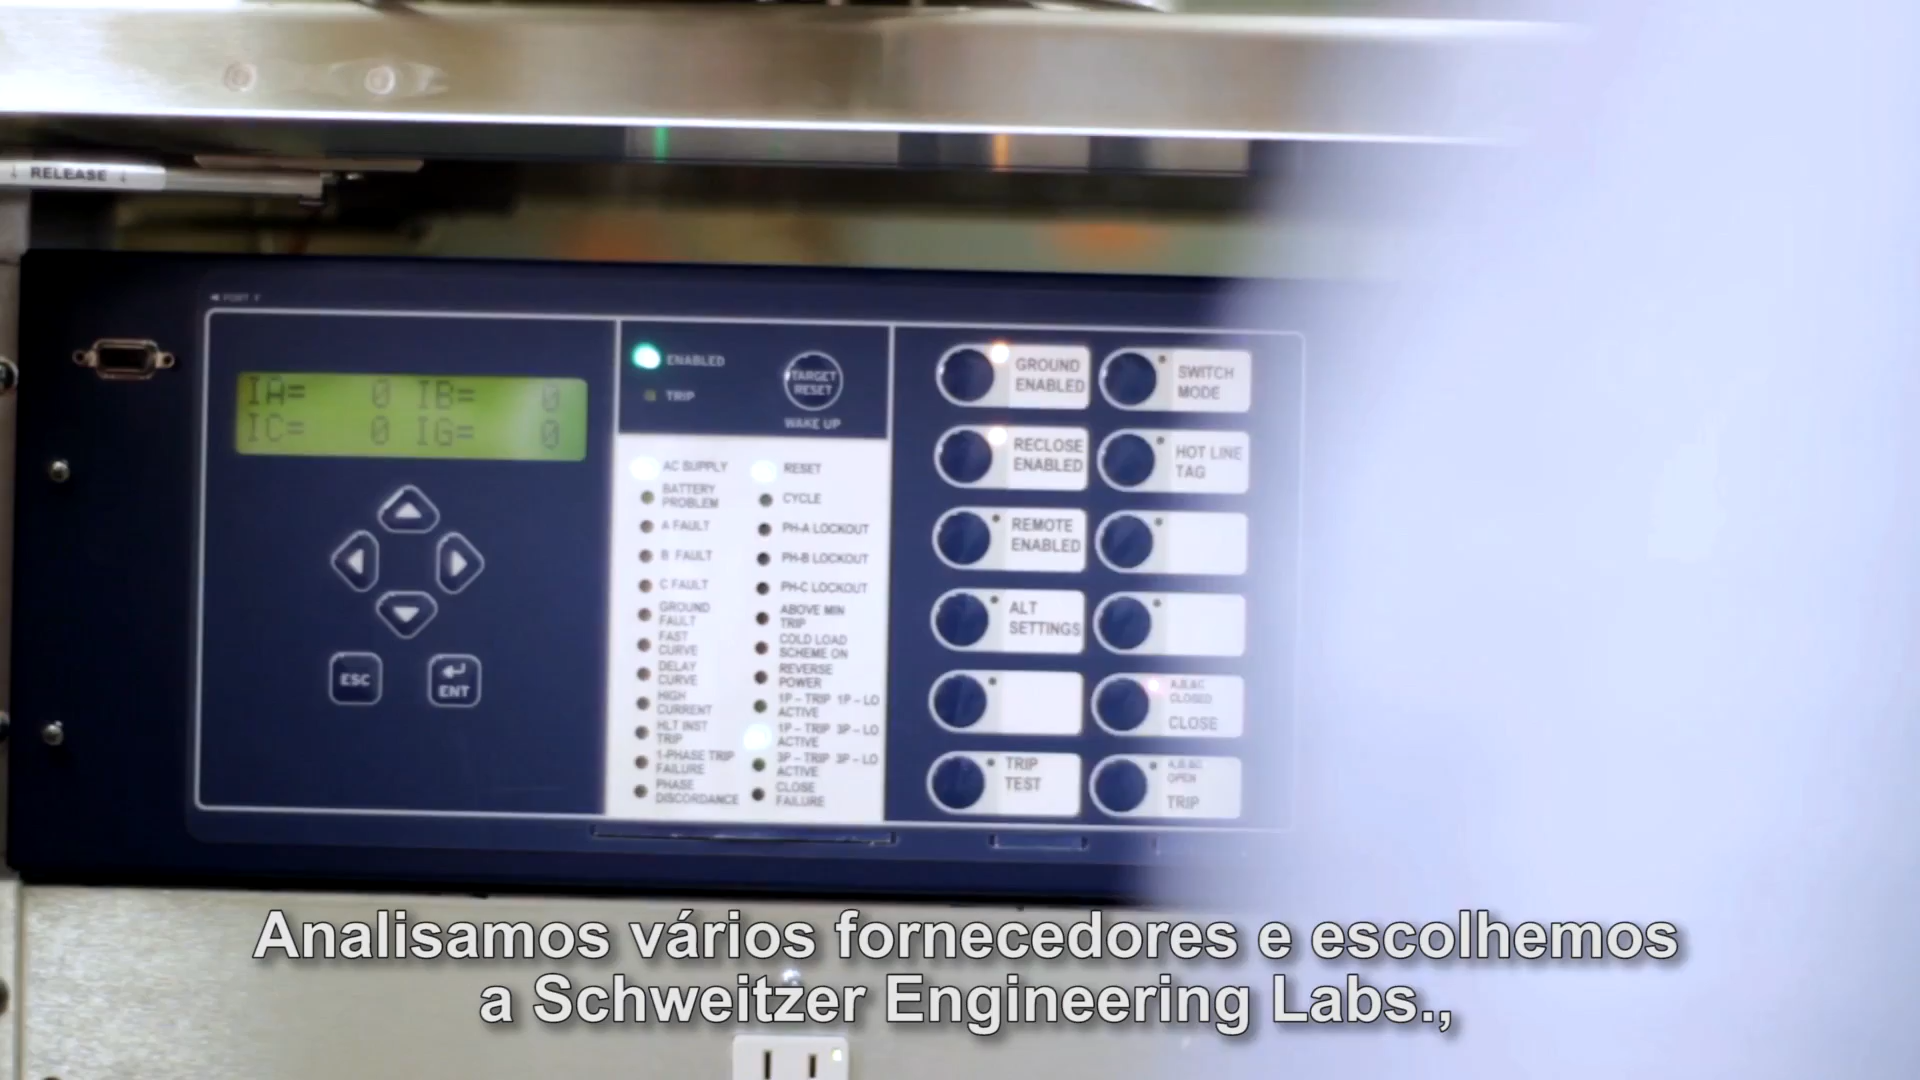 ↓ RELEASE ↓
◄ PORT F
IA= 0 IB= 0
IC= 0 IG= 0
ESC
ENT
ENABLED
TRIP
TARGET
RESET
WAKE UP
AC SUPPLY
BATTERY
PROBLEM
A FAULT
B FAULT
C FAULT
GROUND
FAULT
FAST
CURVE
DELAY
CURVE
HIGH
CURRENT
HLT INST
TRIP
1-PHASE TRIP
FAILURE
PHASE
DISCORDANCE
RESET
CYCLE
PH-A LOCKOUT
PH-B LOCKOUT
PH-C LOCKOUT
ABOVE MIN
TRIP
COLD LOAD
SCHEME ON
REVERSE
POWER
1P – TRIP 1P – LO
ACTIVE
1P – TRIP 3P – LO
ACTIVE
3P – TRIP 3P – LO
ACTIVE
CLOSE
FAILURE
GROUND
ENABLED
RECLOSE
ENABLED
REMOTE
ENABLED
ALT
SETTINGS
TRIP
TEST
SWITCH
MODE
HOT LINE
TAG
A,B,&C
CLOSED
CLOSE
A,B,&C
OPEN
TRIP
Analisamos vários fornecedores e escolhemos
a Schweitzer Engineering Labs.,